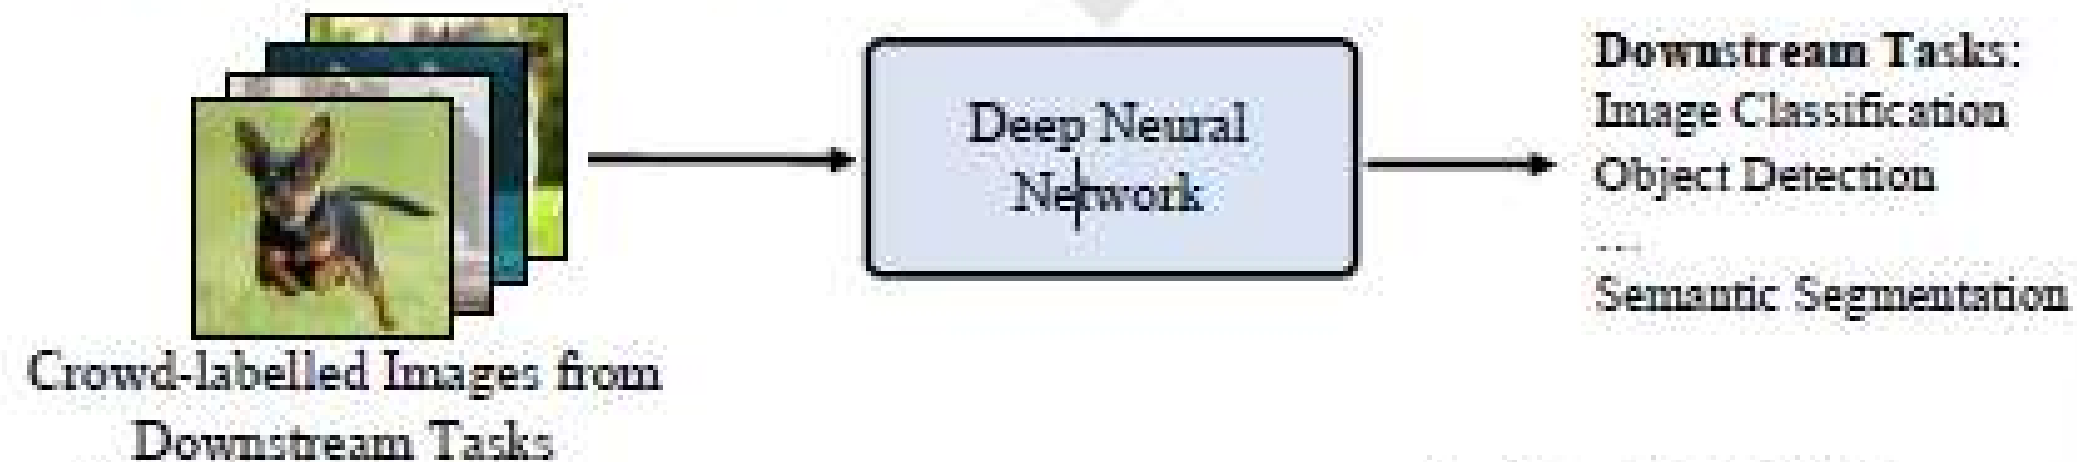 Deep Neural
Network
Downstream Tasks:
Image Classification
Object Detection
...
Semantic Segmentation
Crowd-labelled Images from
Downstream Tasks